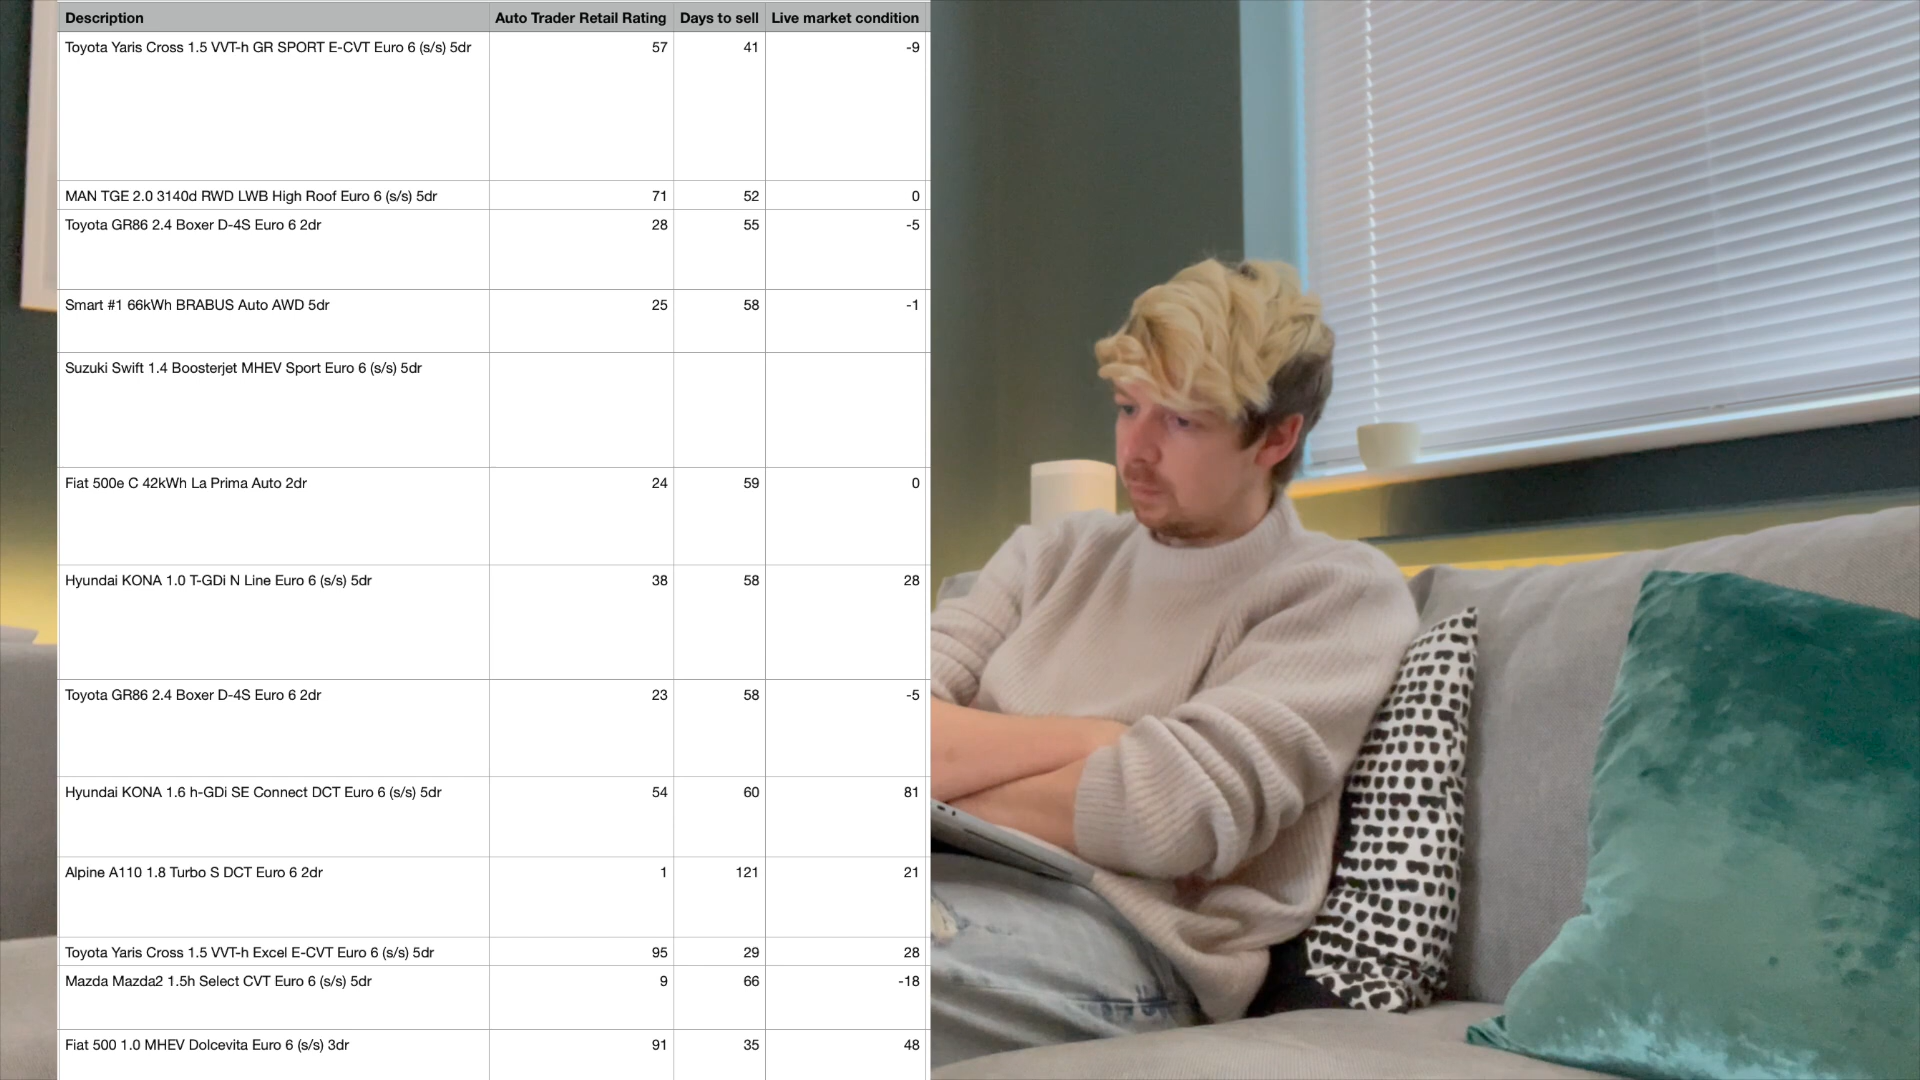 Description Auto Trader Retail Rating Days to sell Live market condition
Toyota Yaris Cross 1.5 VVT-h GR SPORT E-CVT Euro 6 (s/s) 5dr 57 41 -9
MAN TGE 2.0 3140d RWD LWB High Roof Euro 6 (s/s) 5dr 71 52 0
Toyota GR86 2.4 Boxer D-4S Euro 6 2dr 28 55 -5
Smart #1 66kWh BRABUS Auto AWD 5dr 25 58 -1
Suzuki Swift 1.4 Boosterjet MHEV Sport Euro 6 (s/s) 5dr
Fiat 500e C 42kWh La Prima Auto 2dr 24 59 0
Hyundai KONA 1.0 T-GDi N Line Euro 6 (s/s) 5dr 38 58 28
Toyota GR86 2.4 Boxer D-4S Euro 6 2dr 23 58 -5
Hyundai KONA 1.6 h-GDi SE Connect DCT Euro 6 (s/s) 5dr 54 60 81
Alpine A110 1.8 Turbo S DCT Euro 6 2dr 1 121 21
Toyota Yaris Cross 1.5 VVT-h Excel E-CVT Euro 6 (s/s) 5dr 95 29 28
Mazda Mazda2 1.5h Select CVT Euro 6 (s/s) 5dr 9 66 -18
Fiat 500 1.0 MHEV Dolcevita Euro 6 (s/s) 3dr 91 35 48